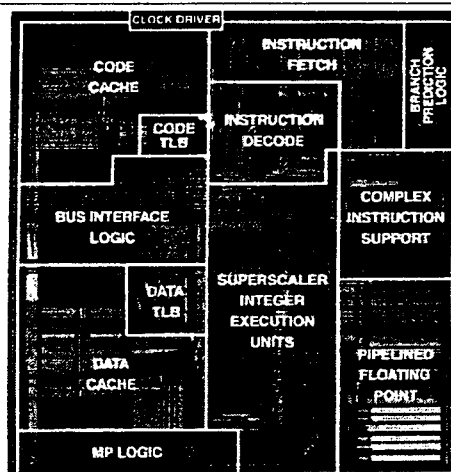 CLOCK DRIVER
CODE
CACHE
CODE
TLB
INSTRUCTION
FETCH
BRANCH
PREDICTION
LOGIC
INSTRUCTION
DECODE
BUS INTERFACE
LOGIC
COMPLEX
INSTRUCTION
SUPPORT
DATA
TLB
SUPERSCALER
INTEGER
EXECUTION
UNITS
DATA
CACHE
PIPELINED
FLOATING
POINT
MP LOGIC